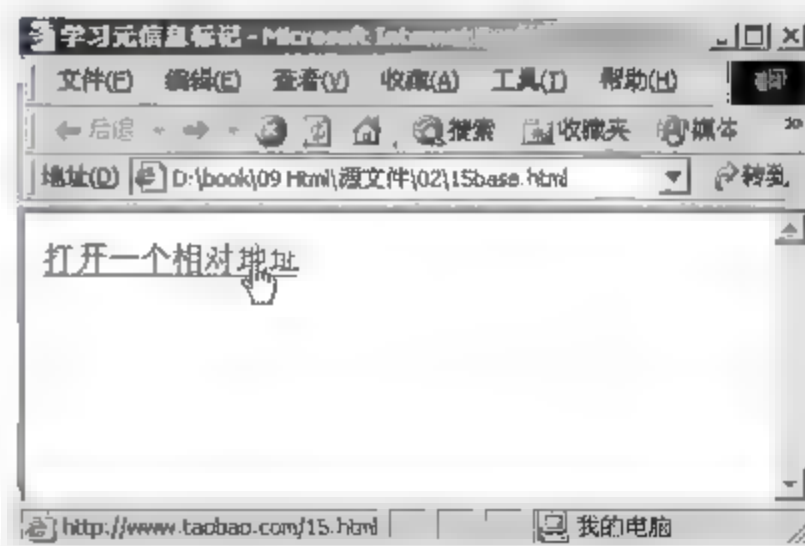 学习元信息标记 - Microsoft Internet
文件(F) 编辑(E) 查看(V) 收藏(A) 工具(T) 帮助(H)
后退 搜索 收藏夹 媒体 »
地址(D) D:\book\09 Html\源文件\02\15base.html 转到
打开一个相对地址
http://www.taobao.com/15.html 我的电脑